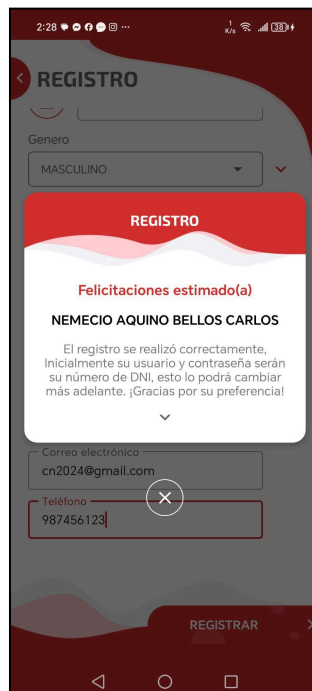 2:28
1
K/s
38
REGISTRO
Genero
MASCULINO
REGISTRO
Felicitaciones estimado(a)
NEMECIO AQUINO BELLOS CARLOS
El registro se realizó correctamente,
Inicialmente su usuario y contraseña serán
su número de DNI, esto lo podrá cambiar
más adelante. ¡Gracias por su preferencia!
Correo electrónico
cn2024@gmail.com
Teléfono
987456123
REGISTRAR